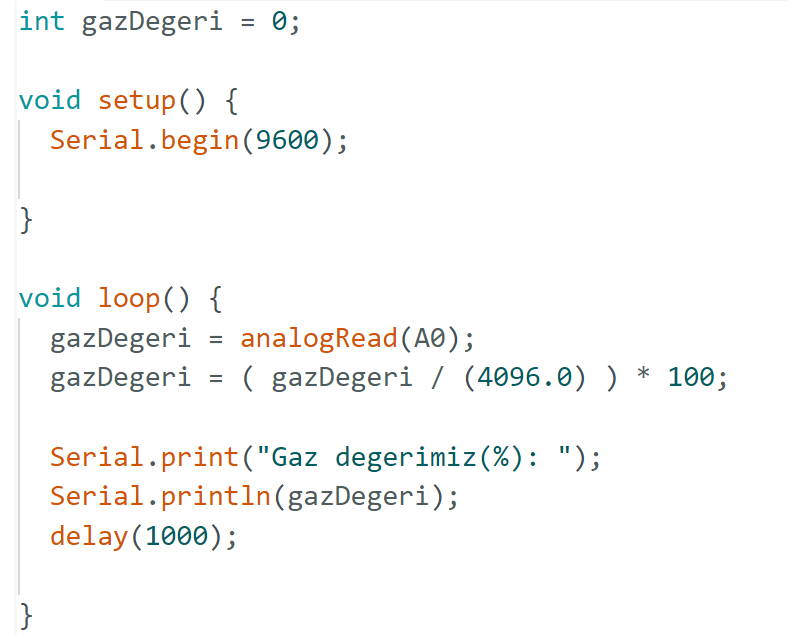 int gazDegeri = 0;
void setup() {
Serial.begin(9600);
}
void loop() {
gazDegeri = analogRead(A0);
gazDegeri = ( gazDegeri / (4096.0) ) * 100;
Serial.print("Gaz degerimiz(%): ");
Serial.println(gazDegeri);
delay(1000);
}